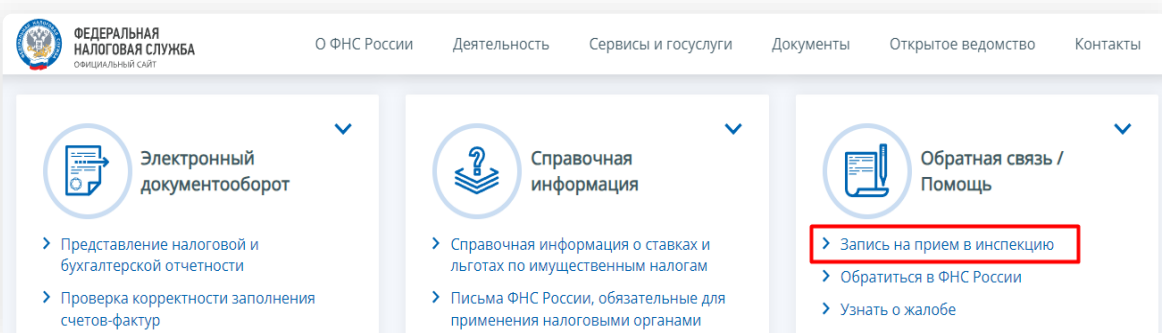 ФЕДЕРАЛЬНАЯ
НАЛОГОВАЯ СЛУЖБА
ОФИЦИАЛЬНЫЙ САЙТ
О ФНС России
Деятельность
Сервисы и госуслуги
Документы
Открытое ведомство
Контакты
Электронный
документооборот
Представление налоговой и
бухгалтерской отчетности
Проверка корректности заполнения
счетов-фактур
Справочная
информация
Справочная информация о ставках и
льготах по имущественным налогам
Письма ФНС России, обязательные для
применения налоговыми органами
Обратная связь /
Помощь
Запись на прием в инспекцию
Обратиться в ФНС России
Узнать о жалобе